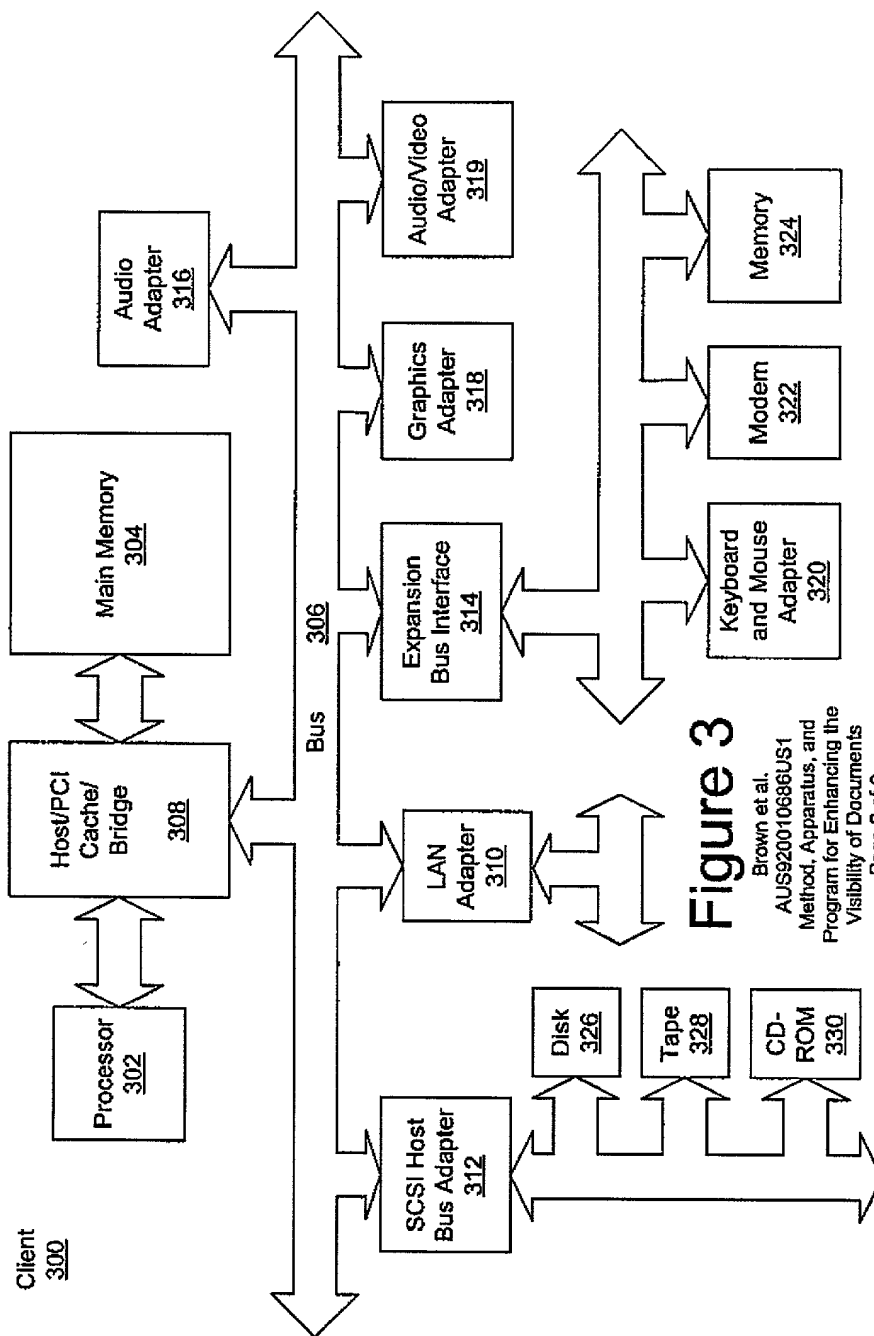 Client
300
Processor
302
Host/PCI
Cache/
Bridge
308
Main Memory
304
Audio
Adapter
316
Bus
306
SCSI Host
Bus Adapter
312
LAN
Adapter
310
Expansion
Bus Interface
314
Graphics
Adapter
318
Audio/Video
Adapter
319
Disk
326
Tape
328
CD-
ROM
330
Keyboard
and Mouse
Adapter
320
Modem
322
Memory
324
Figure 3
Brown et al.
AUS920010686US1
Method, Apparatus, and
Program for Enhancing the
Visibility of Documents